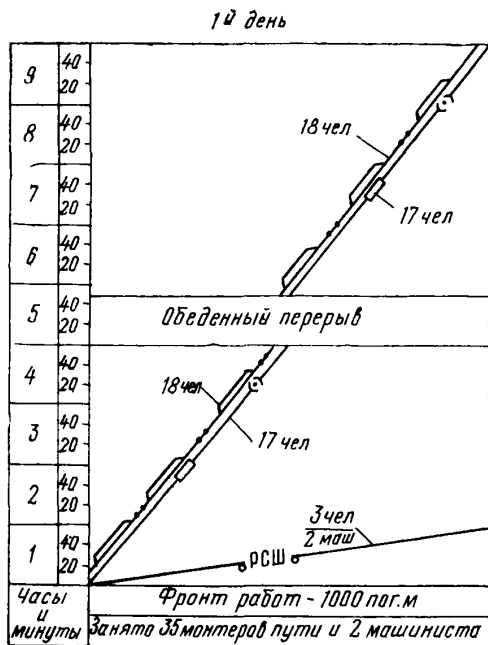 1й день
9 40 20
8 40 20
18 чел
7 40 20
17 чел
6 40 20
5 40 20
Обеденный перерыв
4 40 20
18 чел
3 40 20
17 чел
2 40 20
3 чел
2 маш
1 40 20
РСШ
Часы и минуты
Фронт работ - 1000 пог. м
Занято 35 монтеров пути и 2 машиниста